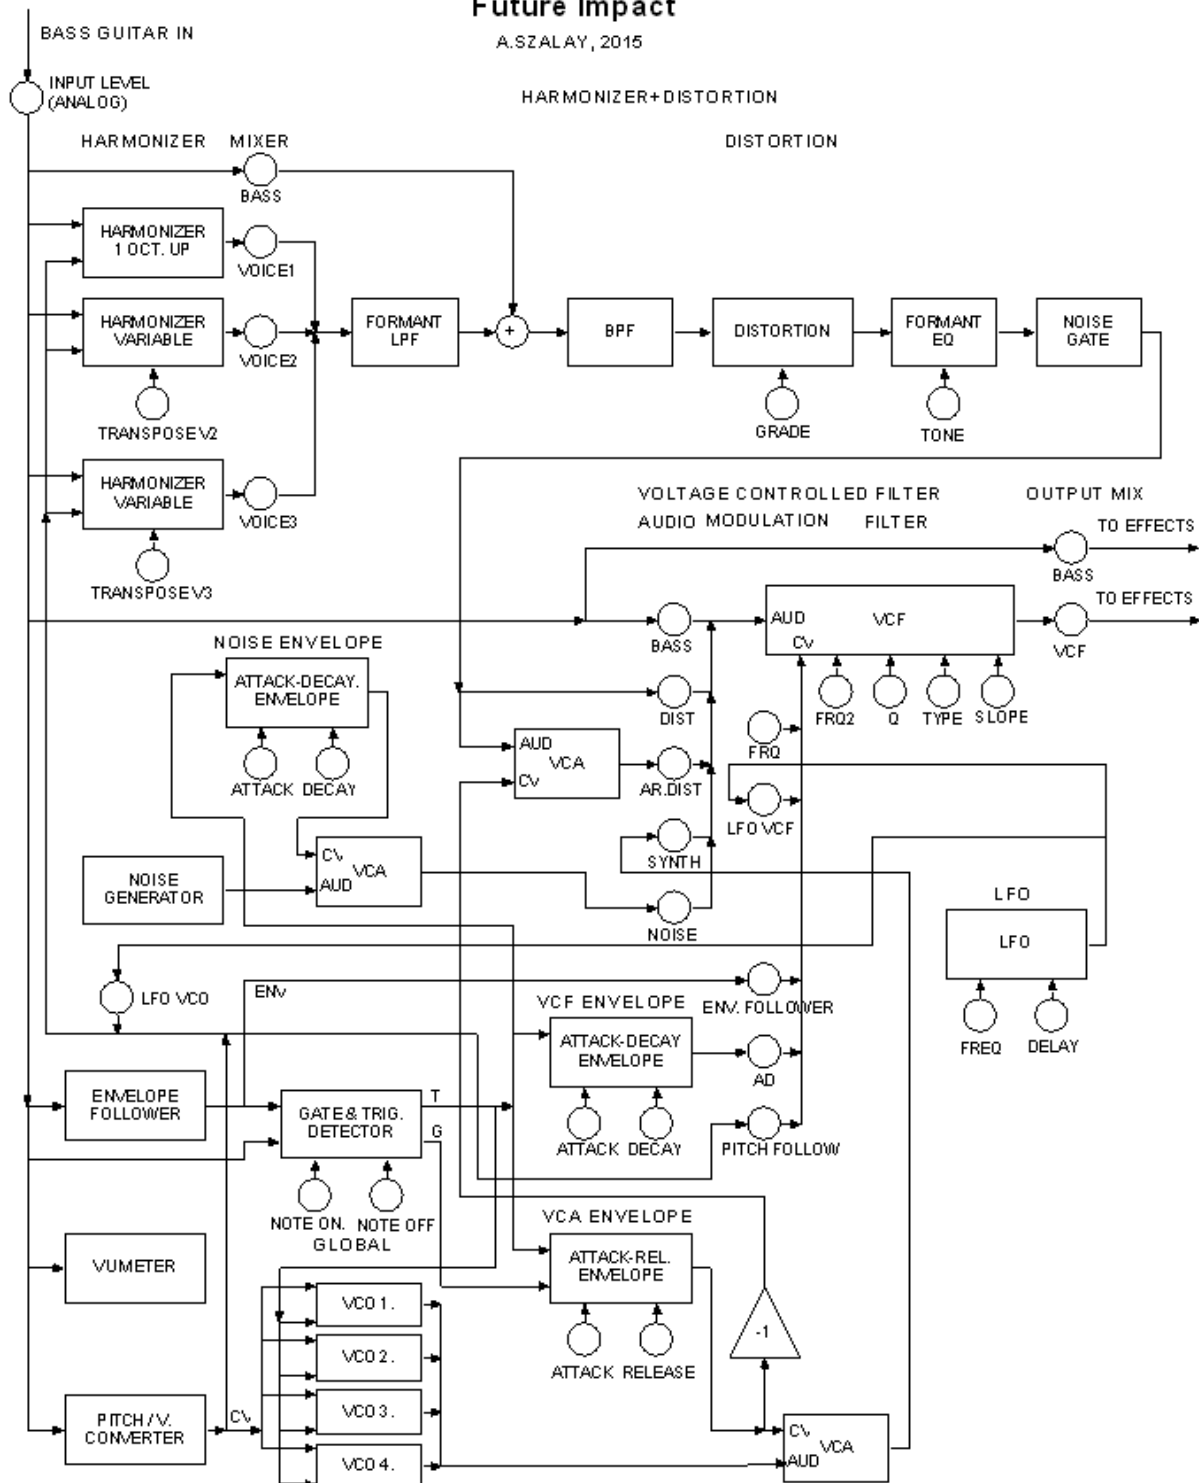 Future Impact
A.SZALAY, 2015
BASS GUITAR IN
INPUT LEVEL
(ANALOG)
HARMONIZER+DISTORTION
HARMONIZER MIXER
DISTORTION
BASS
HARMONIZER
1 OCT. UP
VOICE1
HARMONIZER
VARIABLE
VOICE2
TRANSPOSE V2
FORMANT
LPF
+
BPF
DISTORTION
GRADE
FORMANT
EQ
TONE
NOISE
GATE
HARMONIZER
VARIABLE
VOICE3
TRANSPOSE V3
VOLTAGE CONTROLLED FILTER
AUDIO MODULATION FILTER
OUTPUT MIX
TO EFFECTS
BASS
TO EFFECTS
VCF
AUD
CV
VCF
FRQ2
Q
TYPE
SLOPE
BASS
DIST
FRQ
AUD
VCA
CV
AR.DIST
LFO VCF
SYNTH
NOISE
NOISE ENVELOPE
ATTACK-DECAY.
ENVELOPE
ATTACK DECAY
CV
VCA
AUD
NOISE
GENERATOR
LFO
LFO
FREQ
DELAY
LFO VCO
ENV
ENV. FOLLOWER
VCF ENVELOPE
ATTACK-DECAY
ENVELOPE
AD
ATTACK DECAY
PITCH FOLLOW
ENVELOPE
FOLLOWER
GATE & TRIG.
DETECTOR
T
G
NOTE ON.
NOTE OFF
GLOBAL
VCA ENVELOPE
ATTACK-REL.
ENVELOPE
ATTACK RELEASE
-1
VUMETER
VCO 1.
VCO 2.
VCO 3.
VCO 4.
PITCH / V.
CONVERTER
CV
CV
VCA
AUD